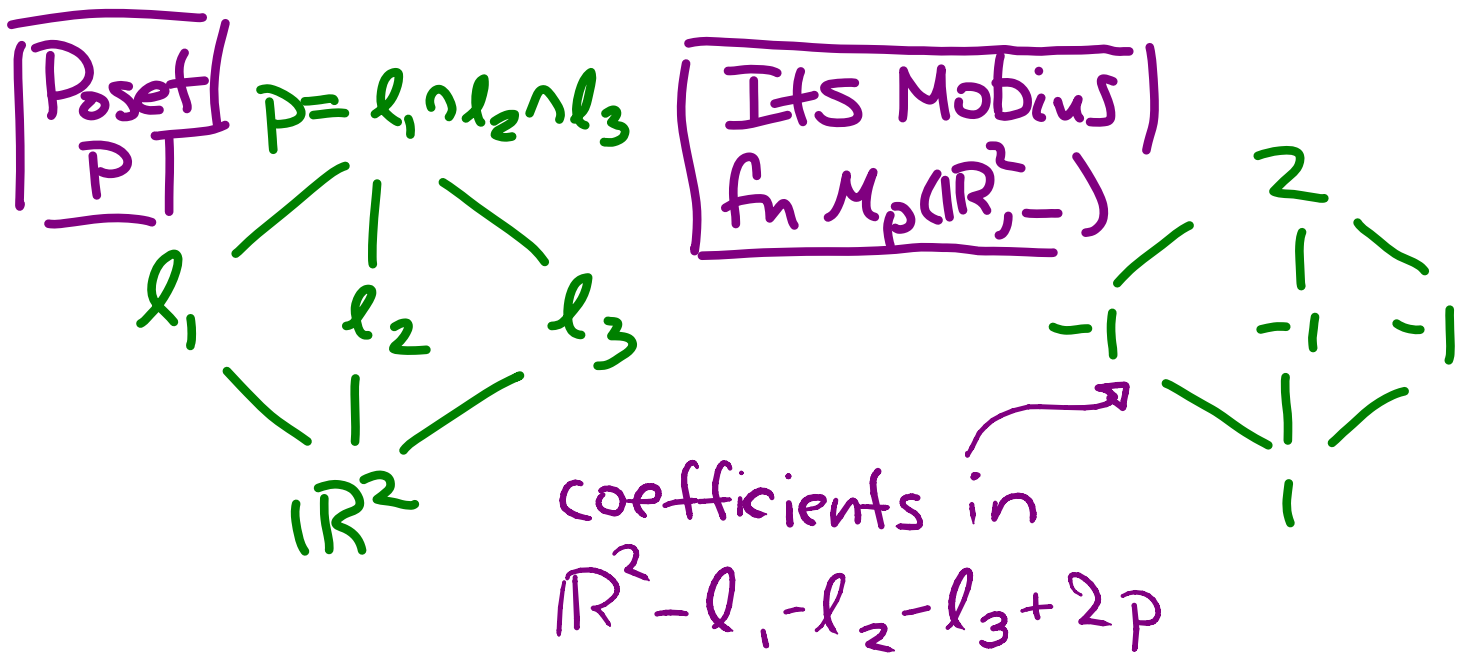 Poset
P
p = l₁∩l₂∩l₃
l₁ l₂ l₃
ℝ²
Its Mobius
fn μₚ(ℝ²,−)
2
-1 -1 -1
1
coefficients in
ℝ² - l₁ - l₂ - l₃ + 2p